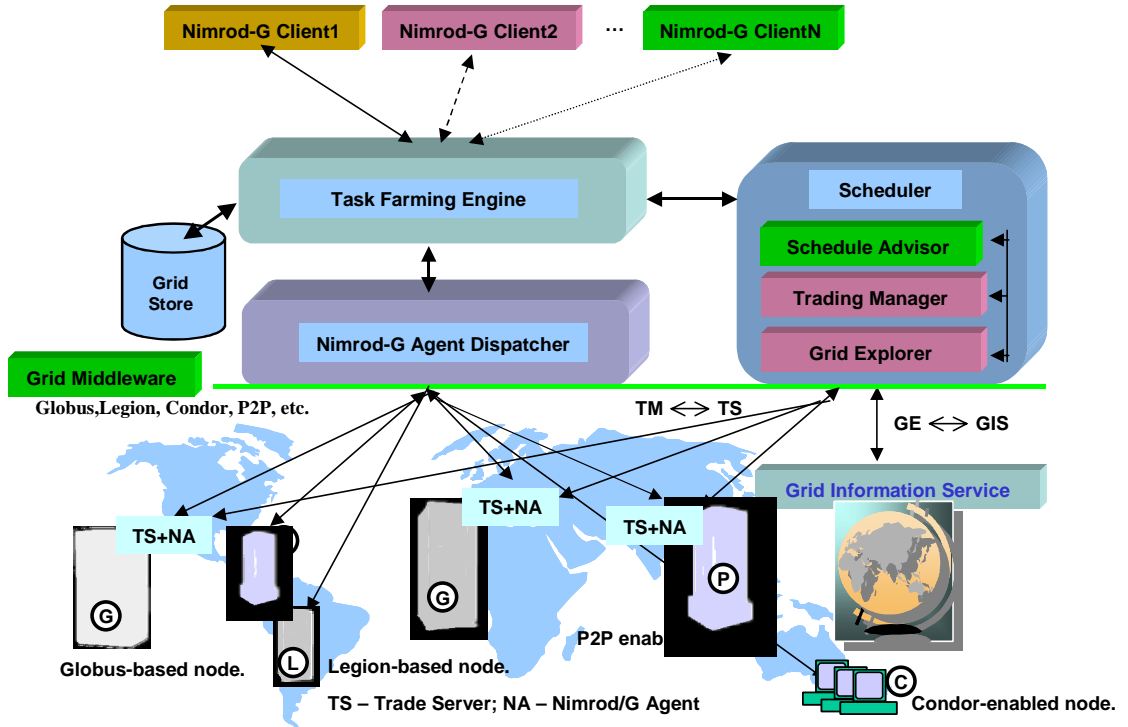 Nimrod-G Client1
Nimrod-G Client2
...
Nimrod-G ClientN
Task Farming Engine
Scheduler
Schedule Advisor
Grid
Store
Trading Manager
Nimrod-G Agent Dispatcher
Grid Explorer
Grid Middleware
Globus,Legion, Condor, P2P, etc.
TM TS
GE GIS
Grid Information Service
TS+NA
TS+NA
TS+NA
P
G
G
L
P2P enab
Globus-based node.
Legion-based node.
C
TS – Trade Server; NA – Nimrod/G Agent
Condor-enabled node.